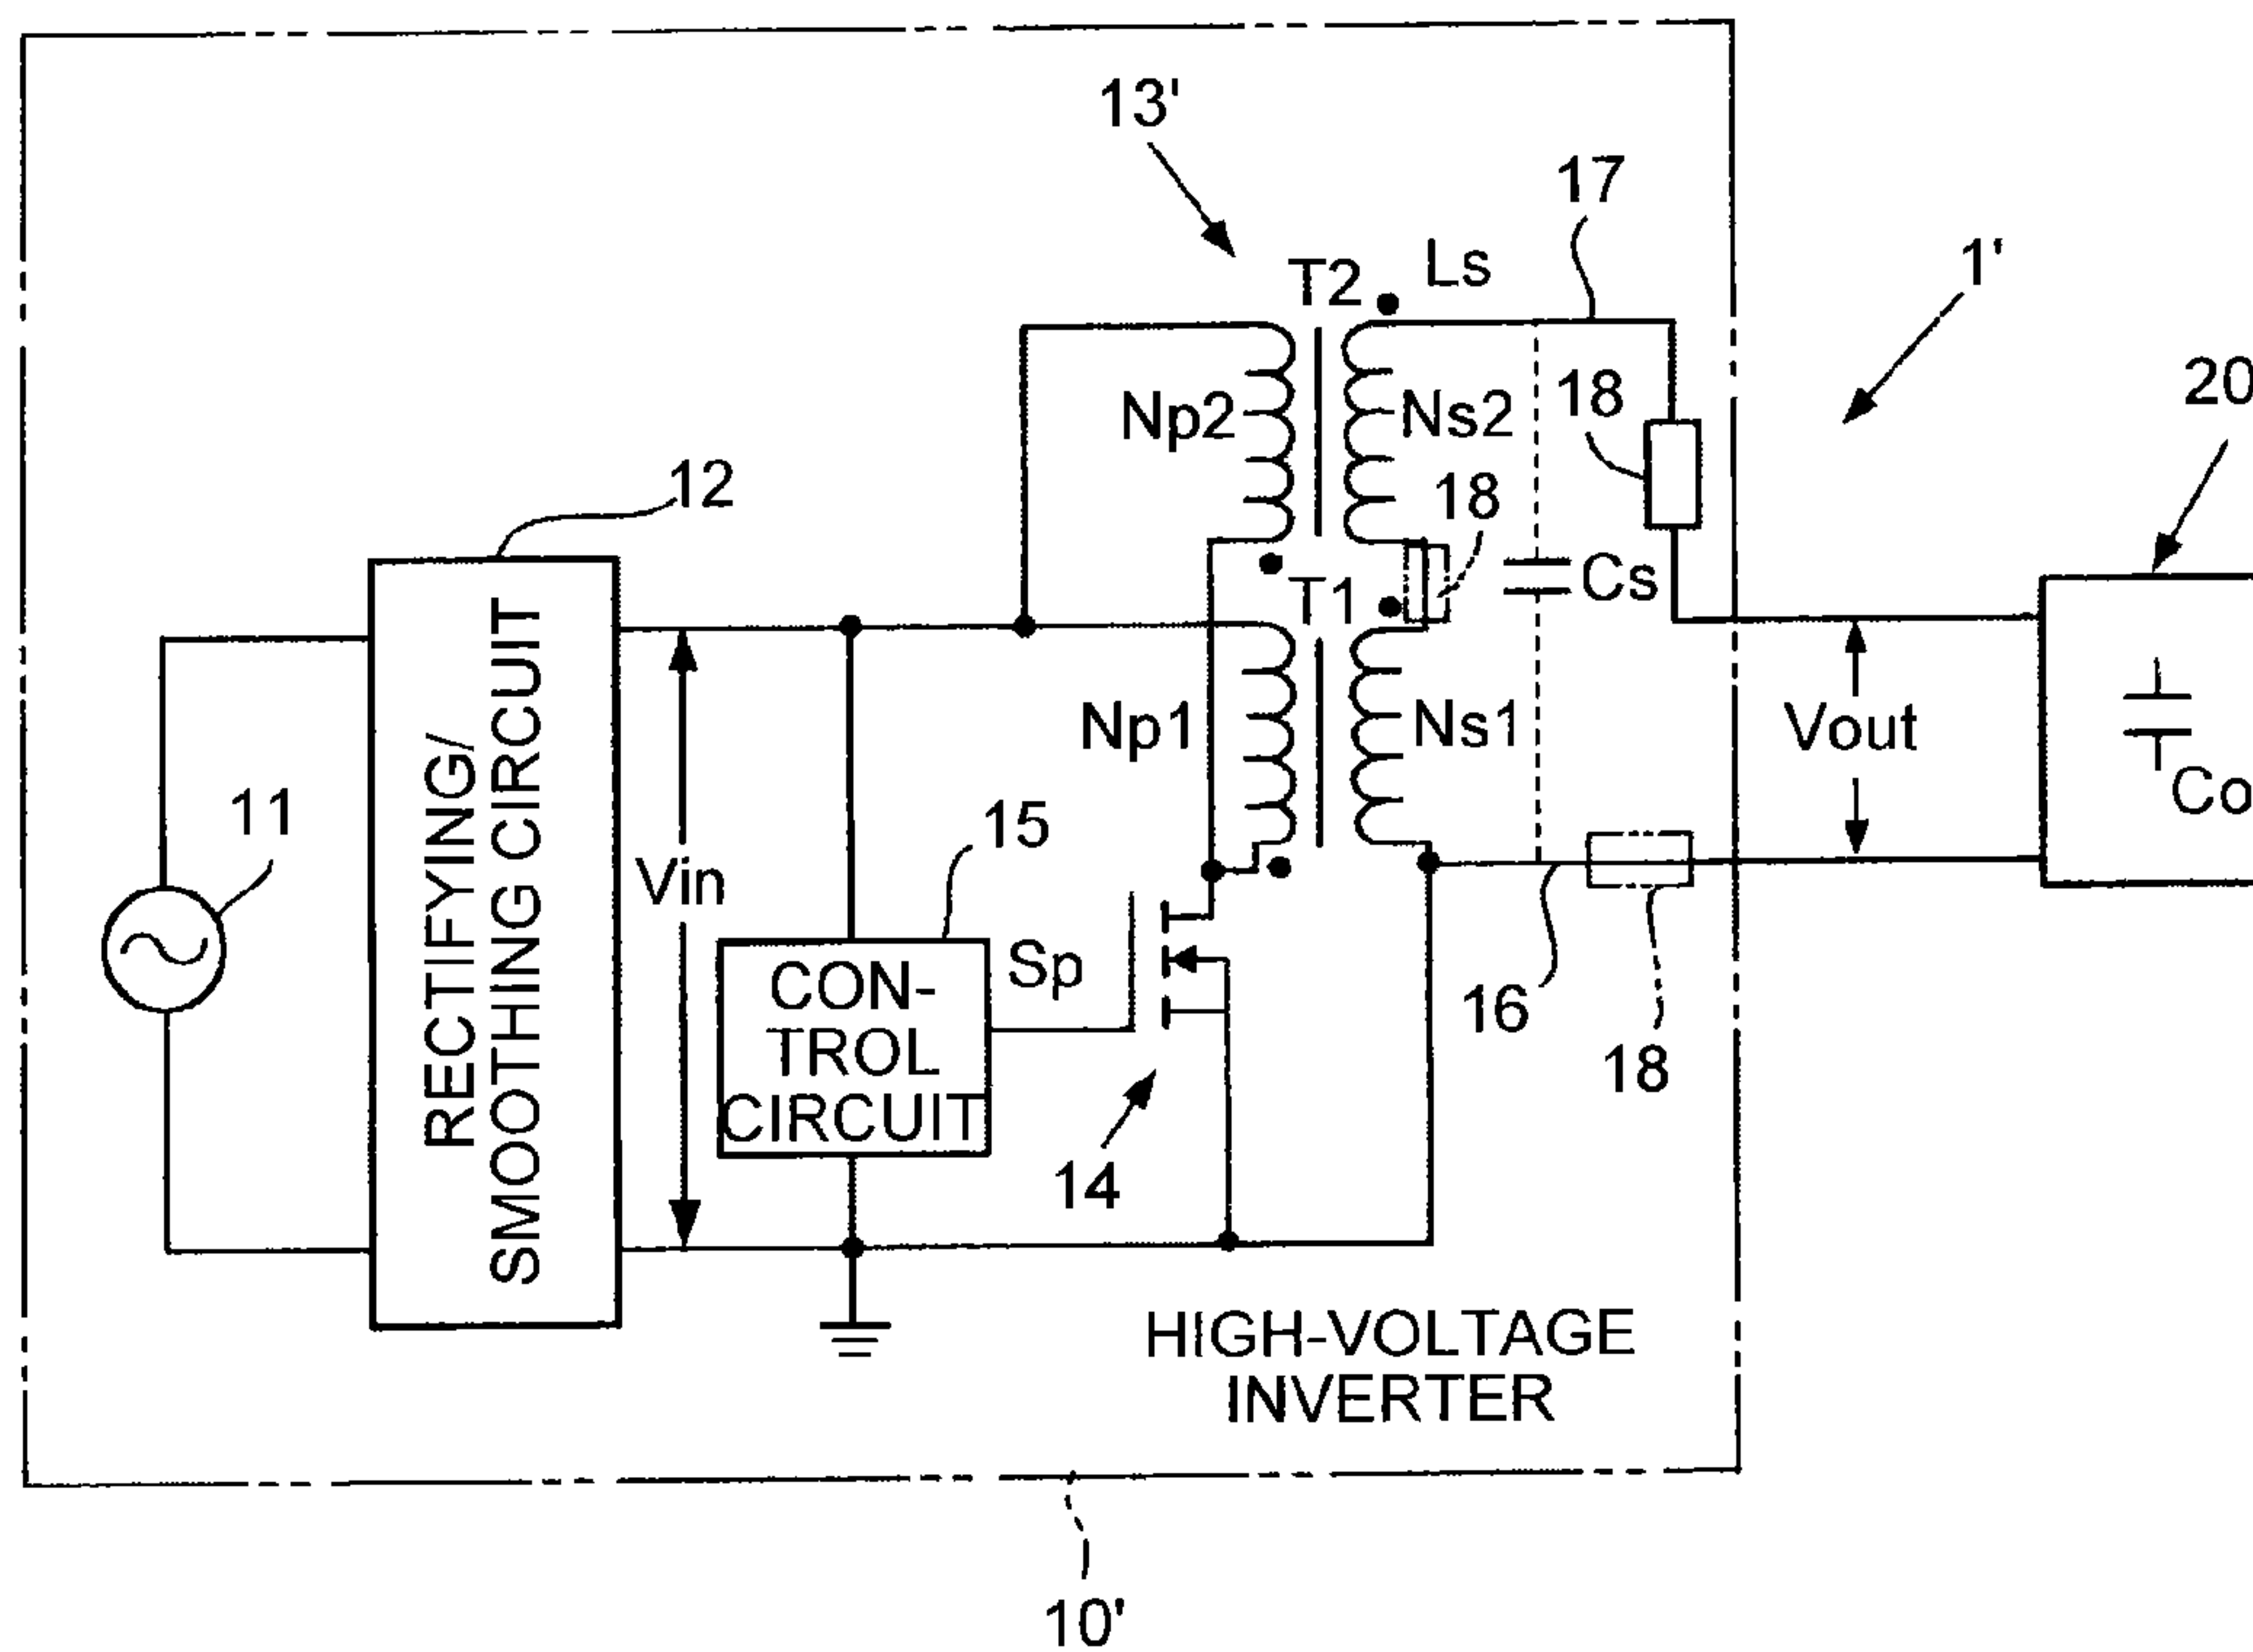 13'
17
1'
T2
Ls
20
Np2
Ns2
18
18
12
T1
Cs
Np1
Ns1
Vout
Co
11
RECTIFYING/
SMOOTHING CIRCUIT
Vin
15
Sp
CON-
TROL
CIRCUIT
16
18
14
HIGH-VOLTAGE
INVERTER
10'